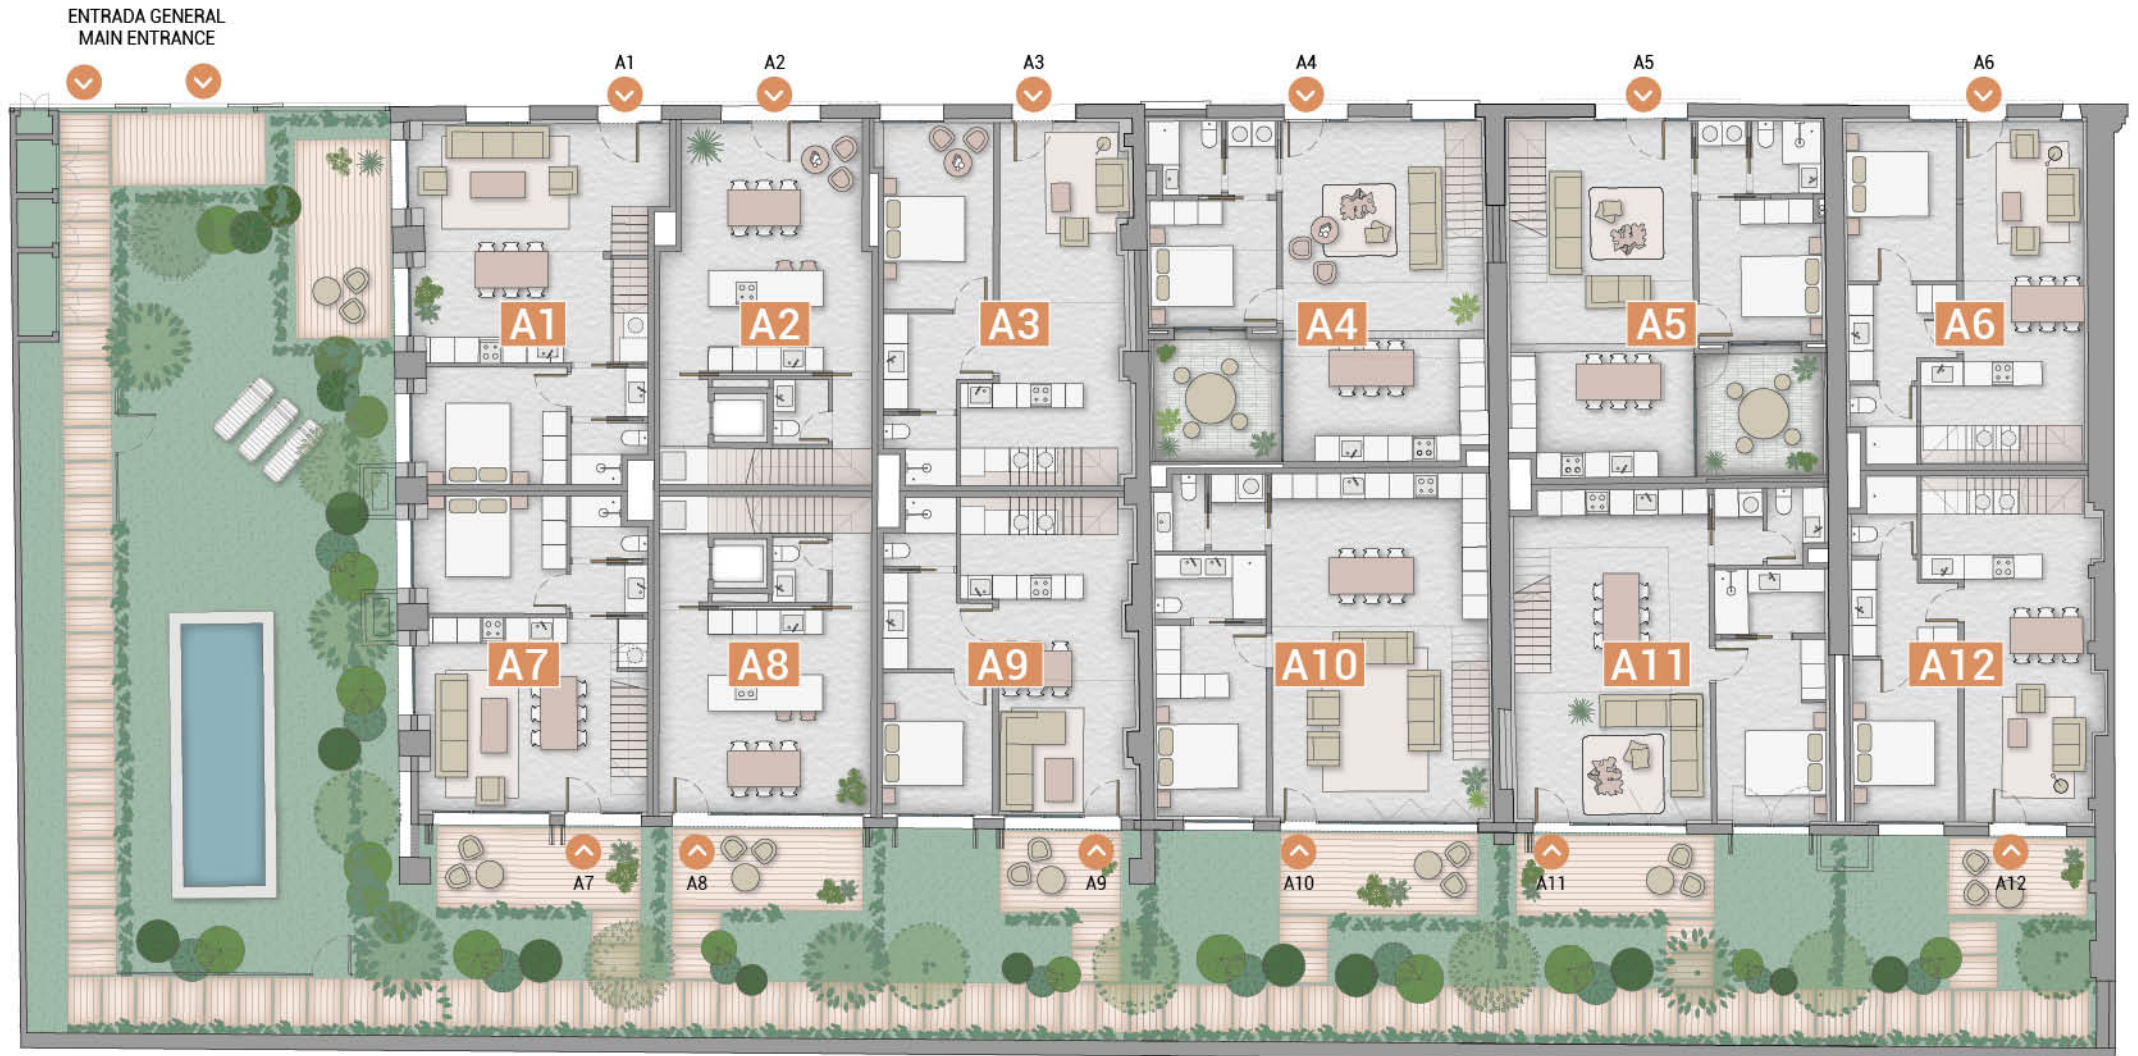 ENTRADA GENERAL
MAIN ENTRANCE
A1
A2
A3
A4
A5
A6
A1
A2
A3
A4
A5
A6
A7
A8
A9
A10
A11
A12
A7
A8
A9
A10
A11
A12